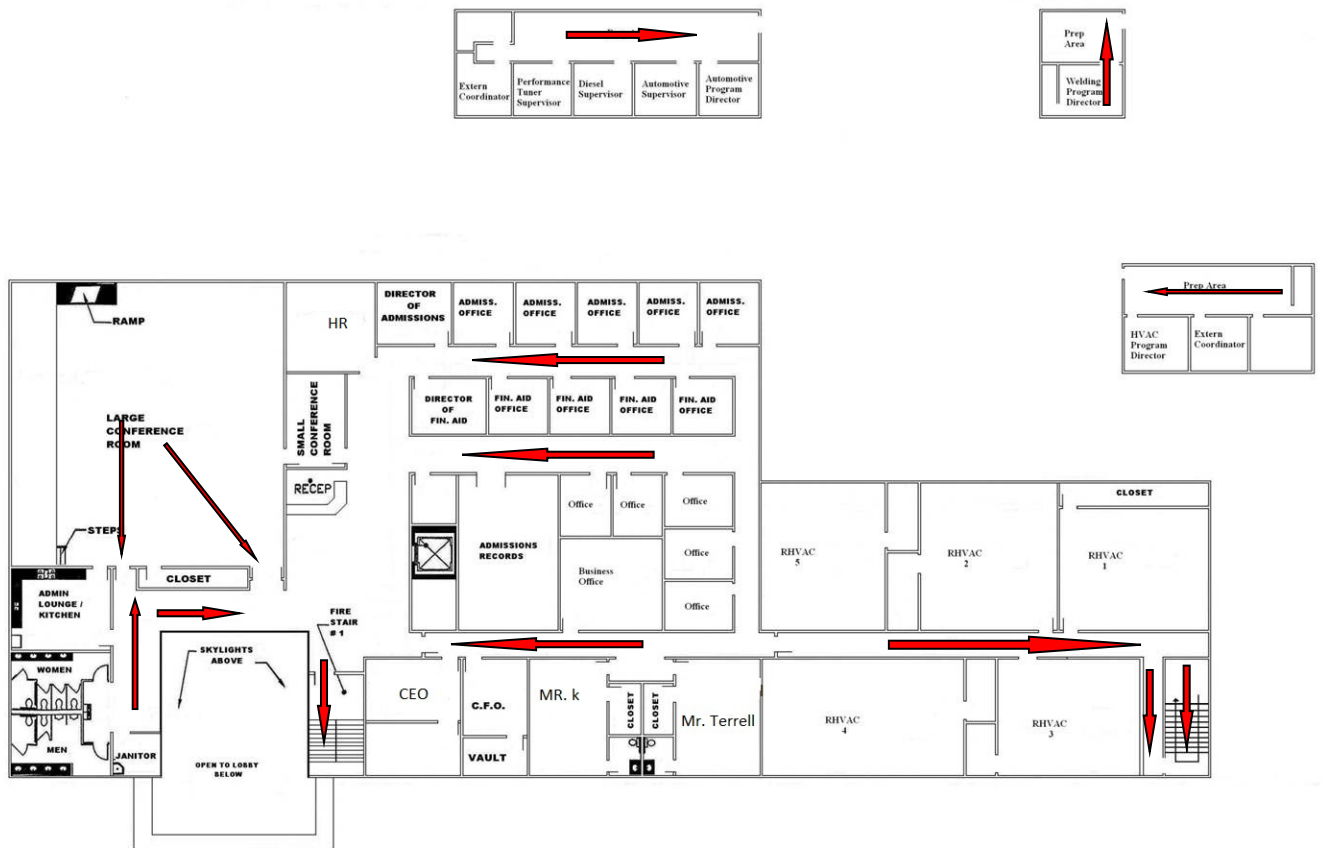 Extern
Coordinator
Performance
Tuner
Supervisor
Diesel
Supervisor
Automotive
Supervisor
Automotive
Program
Director
Prep
Area
Welding
Program
Director
Prep Area
HVAC
Program
Director
Extern
Coordinator
RAMP
HR
DIRECTOR
OF
ADMISSIONS
ADMISS.
OFFICE
ADMISS.
OFFICE
ADMISS.
OFFICE
ADMISS.
OFFICE
ADMISS.
OFFICE
LARGE
CONFERENCE
ROOM
SMALL
CONFERENCE
ROOM
DIRECTOR
OF
FIN. AID
FIN. AID
OFFICE
FIN. AID
OFFICE
FIN. AID
OFFICE
FIN. AID
OFFICE
RECEP
STEPS
CLOSET
ADMISSIONS
RECORDS
Office
Office
Office
Office
Office
Business
Office
RHVAC
5
RHVAC
2
CLOSET
RHVAC
1
ADMIN
LOUNGE /
KITCHEN
FIRE
STAIR
# 1
SKYLIGHTS
ABOVE
WOMEN
MEN
JANITOR
OPEN TO LOBBY
BELOW
CEO
C.F.O.
VAULT
MR. k
CLOSET
CLOSET
Mr. Terrell
RHVAC
4
RHVAC
3